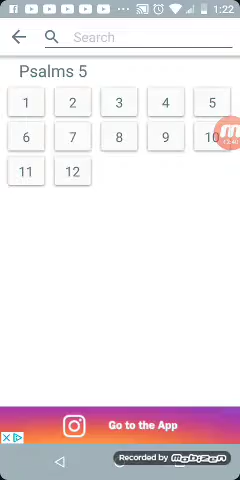 1:22
Search
Psalms 5
1 2 3 4 5
6 7 8 9 10
11 12
Go to the App
Recorded by mobizen